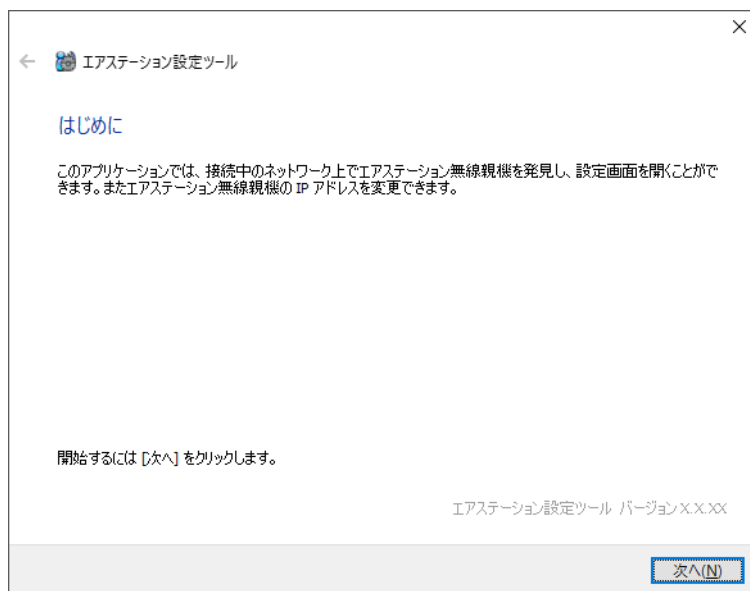 エアステーション設定ツール
はじめに
このアプリケーションでは、接続中のネットワーク上でエアステーション無線親機を発見し、設定画面を開くことがで
きます。またエアステーション無線親機の IP アドレスを変更できます。
開始するには [次へ] をクリックします。
エアステーション設定ツール バージョン X.X.XX
次へ(N)